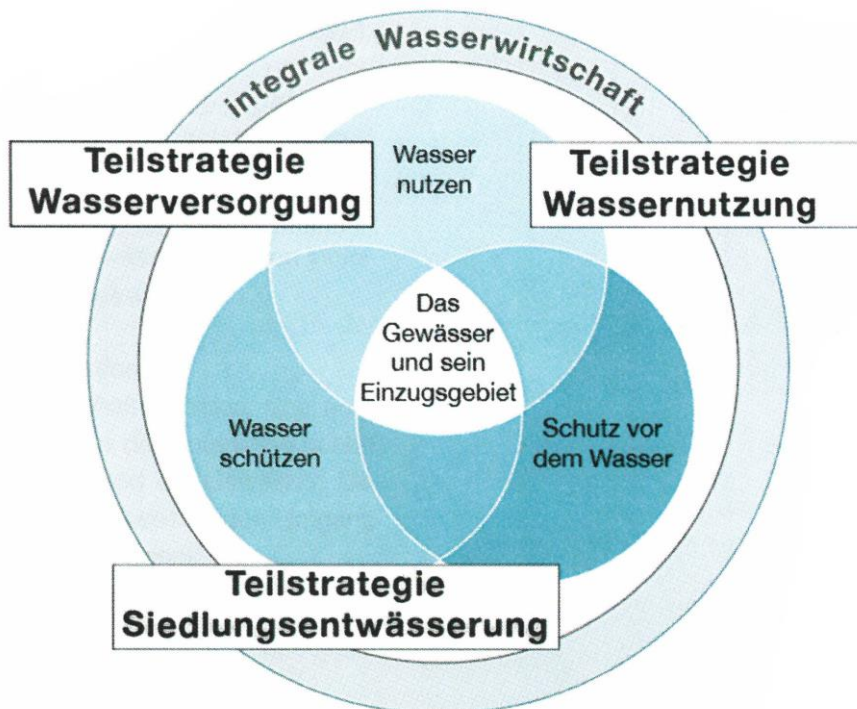 integrale Wasserwirtschaft
Teilstrategie
Wasserversorgung
Wasser
nutzen
Teilstrategie
Wassernutzung
Das
Gewässer
und sein
Einzugsgebiet
Wasser
schützen
Schutz vor
dem Wasser
Teilstrategie
Siedlungsentwässerung